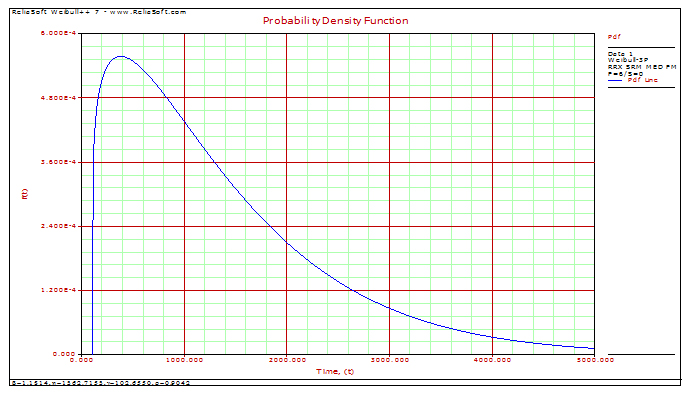 ReliaSoft Weibull++ 7 - www.ReliaSoft.com
Probability Density Function
Pdf
Data 1
Weibull-3P
RRX SRM MED FM
F=6/S=0
Pdf Line
6.000E-4
4.800E-4
3.600E-4
f(t)
2.400E-4
1.200E-4
0.000
0.000 1000.000 2000.000 3000.000 4000.000 5000.000
Time, (t)